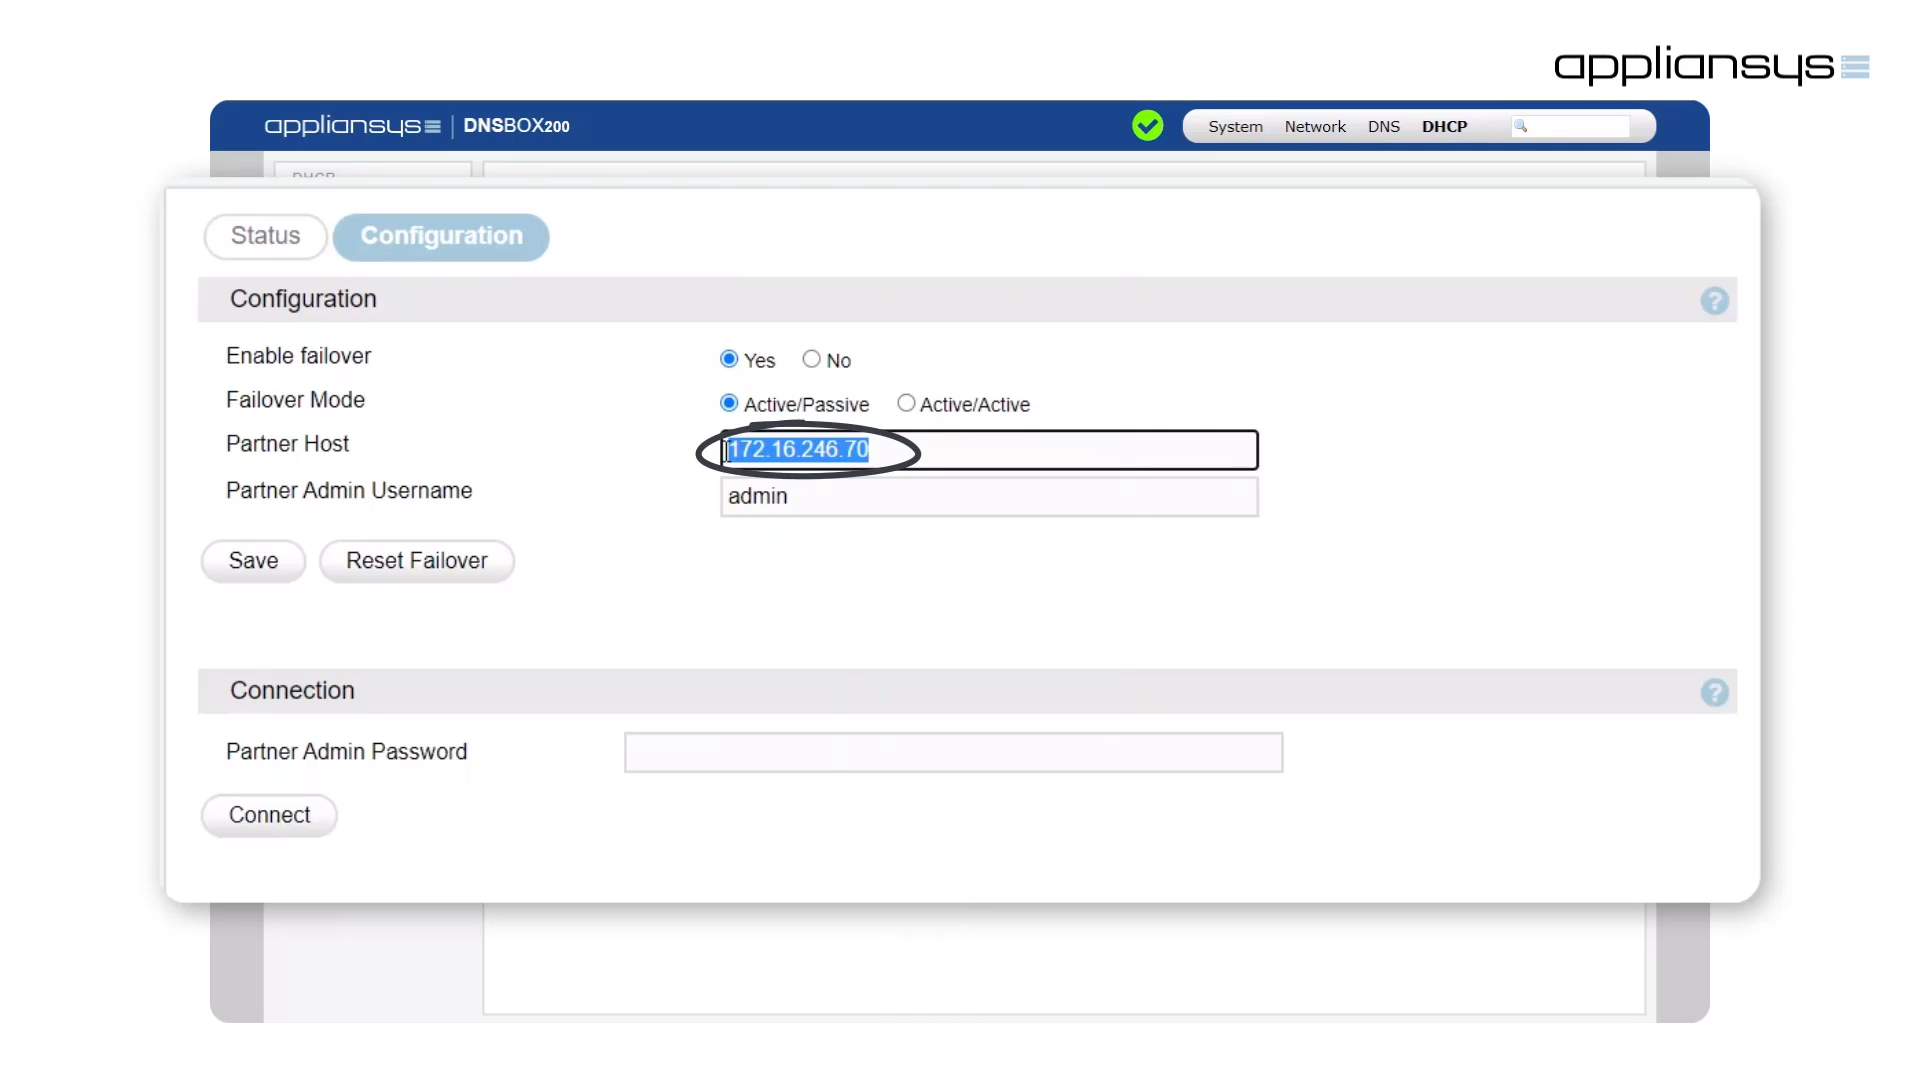 appliansys
appliansys | DNSBOX200
System Network DNS DHCP
DHCP
Status Configuration
Configuration ?
Enable failover Yes No
Failover Mode Active/Passive Active/Active
Partner Host 172.16.246.70
Partner Admin Username admin
Save Reset Failover
Connection ?
Partner Admin Password
Connect